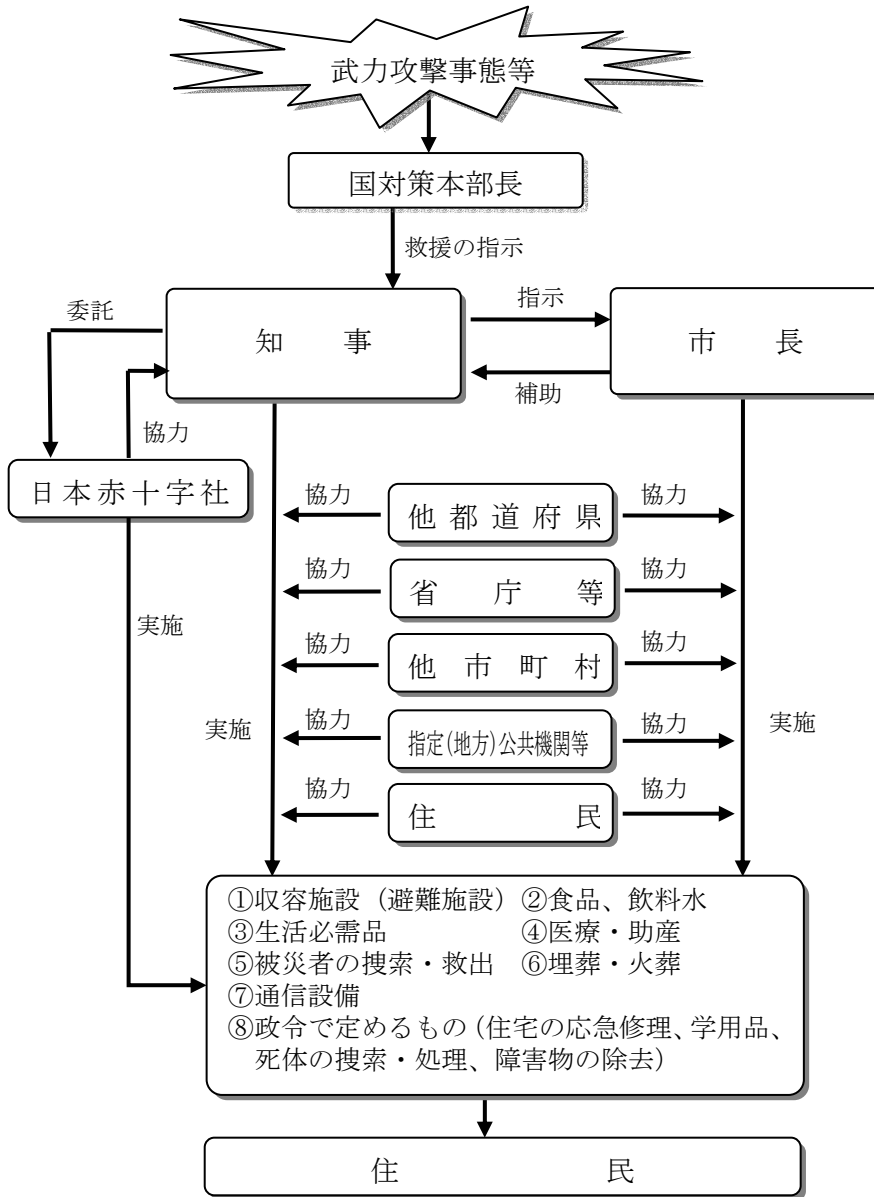 武力攻撃事態等
国対策本部長
救援の指示
委託
指示
知 事
市 長
補助
協力
日本赤十字社
協力 他都道府県 協力
協力 省庁等 協力
実施
協力 他市町村 協力
実施
協力 指定(地方)公共機関等 協力
実施
協力 住民 協力
①収容施設（避難施設）②食品、飲料水
③生活必需品 ④医療・助産
⑤被災者の捜索・救出 ⑥埋葬・火葬
⑦通信設備
⑧政令で定めるもの（住宅の応急修理、学用品、
死体の捜索・処理、障害物の除去）
住 民